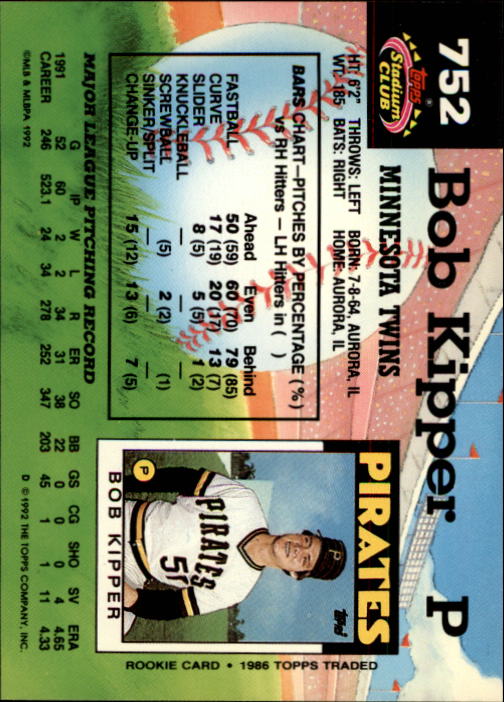 752
Topps
Stadium
CLUB
®
Bob Kipper P
MINNESOTA TWINS
HT: 6'2" THROWS: LEFT BORN: 7-8-64, AURORA, IL
WT: 185 BATS: RIGHT HOME: AURORA, IL
BARS CHART—PITCHES BY PERCENTAGE (%)
vs RH Hitters — LH Hitters in ( )
Ahead Even Behind
FASTBALL 50 (59) 60 (70) 79 (85)
CURVE 17 (19) 20 (17) 13 (7)
SLIDER 8 (5) 5 (5) 1 (2)
KNUCKLEBALL — — —
SCREWBALL (5) 2 (2) (1)
SINKER/SPLIT — — —
CHANGE-UP 15 (12) 13 (6) 7 (5)
PIRATES
Topps
PIRATES
51
P
P
BOB KIPPER
ROOKIE CARD • 1986 TOPPS TRADED
MAJOR LEAGUE PITCHING RECORD
G IP W L R ER SO BB GS CG SHO SV ERA
1991 52 60 2 2 34 31 38 22 0 0 0 4 4.65
CAREER 246 523.1 24 34 278 252 347 203 45 1 1 11 4.33
©MLB & MLBPA 1992
D © 1992 THE TOPPS COMPANY, INC.